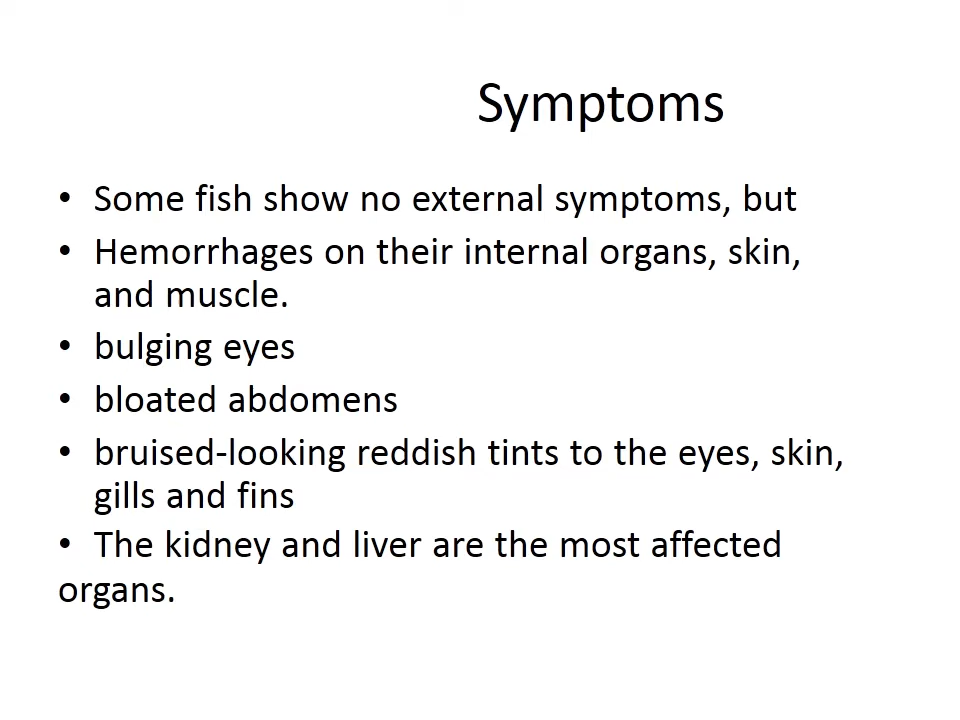 Symptoms
• Some fish show no external symptoms, but
• Hemorrhages on their internal organs, skin,
and muscle.
• bulging eyes
• bloated abdomens
• bruised-looking reddish tints to the eyes, skin,
gills and fins
• The kidney and liver are the most affected
organs.